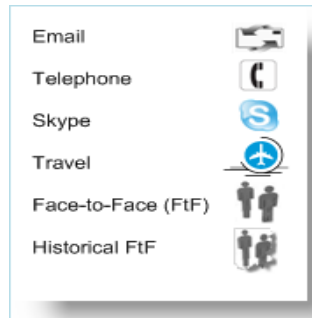 Email
Telephone
Skype
Travel
Face-to-Face (FtF)
Historical FtF